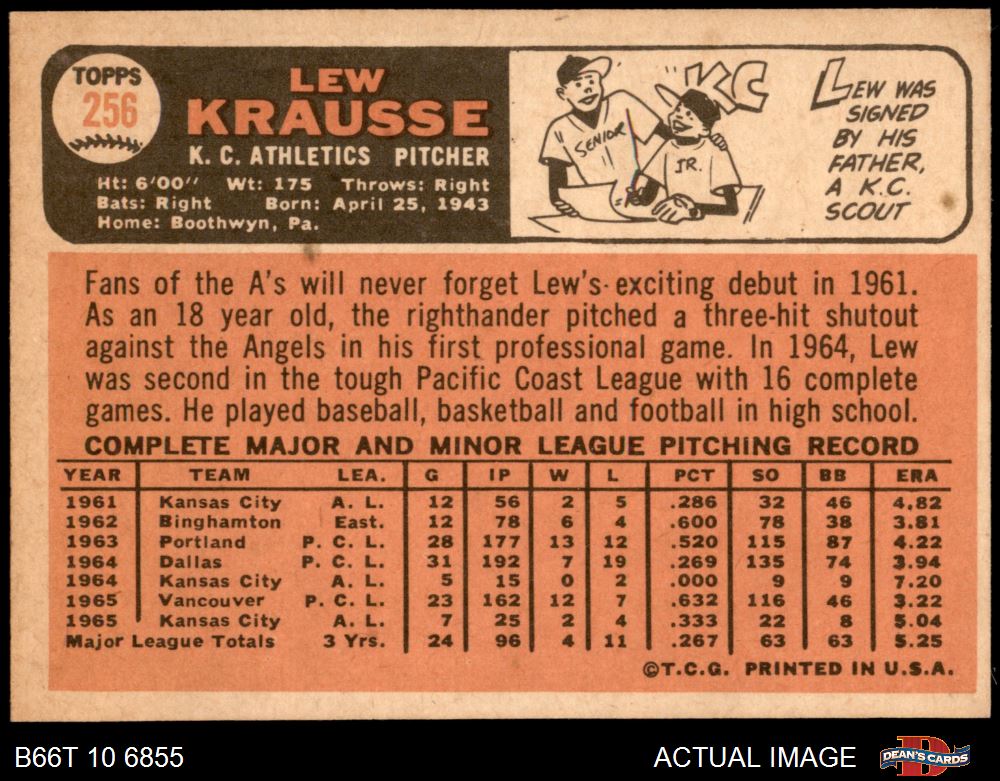 TOPPS
256
LEW
KRAUSSE
K. C. ATHLETICS PITCHER
Ht: 6'00" Wt: 175 Throws: Right
Bats: Right Born: April 25, 1943
Home: Boothwyn, Pa.
SENIOR
JR.
KC
LEW WAS
SIGNED
BY HIS
FATHER,
A K.C.
SCOUT
Fans of the A's will never forget Lew's exciting debut in 1961.
As an 18 year old, the righthander pitched a three-hit shutout
against the Angels in his first professional game. In 1964, Lew
was second in the tough Pacific Coast League with 16 complete
games. He played baseball, basketball and football in high school.
COMPLETE MAJOR AND MINOR LEAGUE PITCHING RECORD
YEAR TEAM LEA. G IP W L PCT SO BB ERA
1961 Kansas City A. L. 12 56 2 5 .286 32 46 4.82
1962 Binghamton East. 12 78 6 4 .600 78 38 3.81
1963 Portland P. C. L. 28 177 13 12 .520 115 87 4.22
1964 Dallas P. C. L. 31 192 7 19 .269 135 74 3.94
1964 Kansas City A. L. 5 15 0 2 .000 9 9 7.20
1965 Vancouver P. C. L. 23 162 12 7 .632 116 46 3.22
1965 Kansas City A. L. 7 25 2 4 .333 22 8 5.04
Major League Totals 3 Yrs. 24 96 4 11 .267 63 63 5.25
©T.C.G. PRINTED IN U.S.A.
B66T 10 6855
ACTUAL IMAGE
DEAN'S CARDS